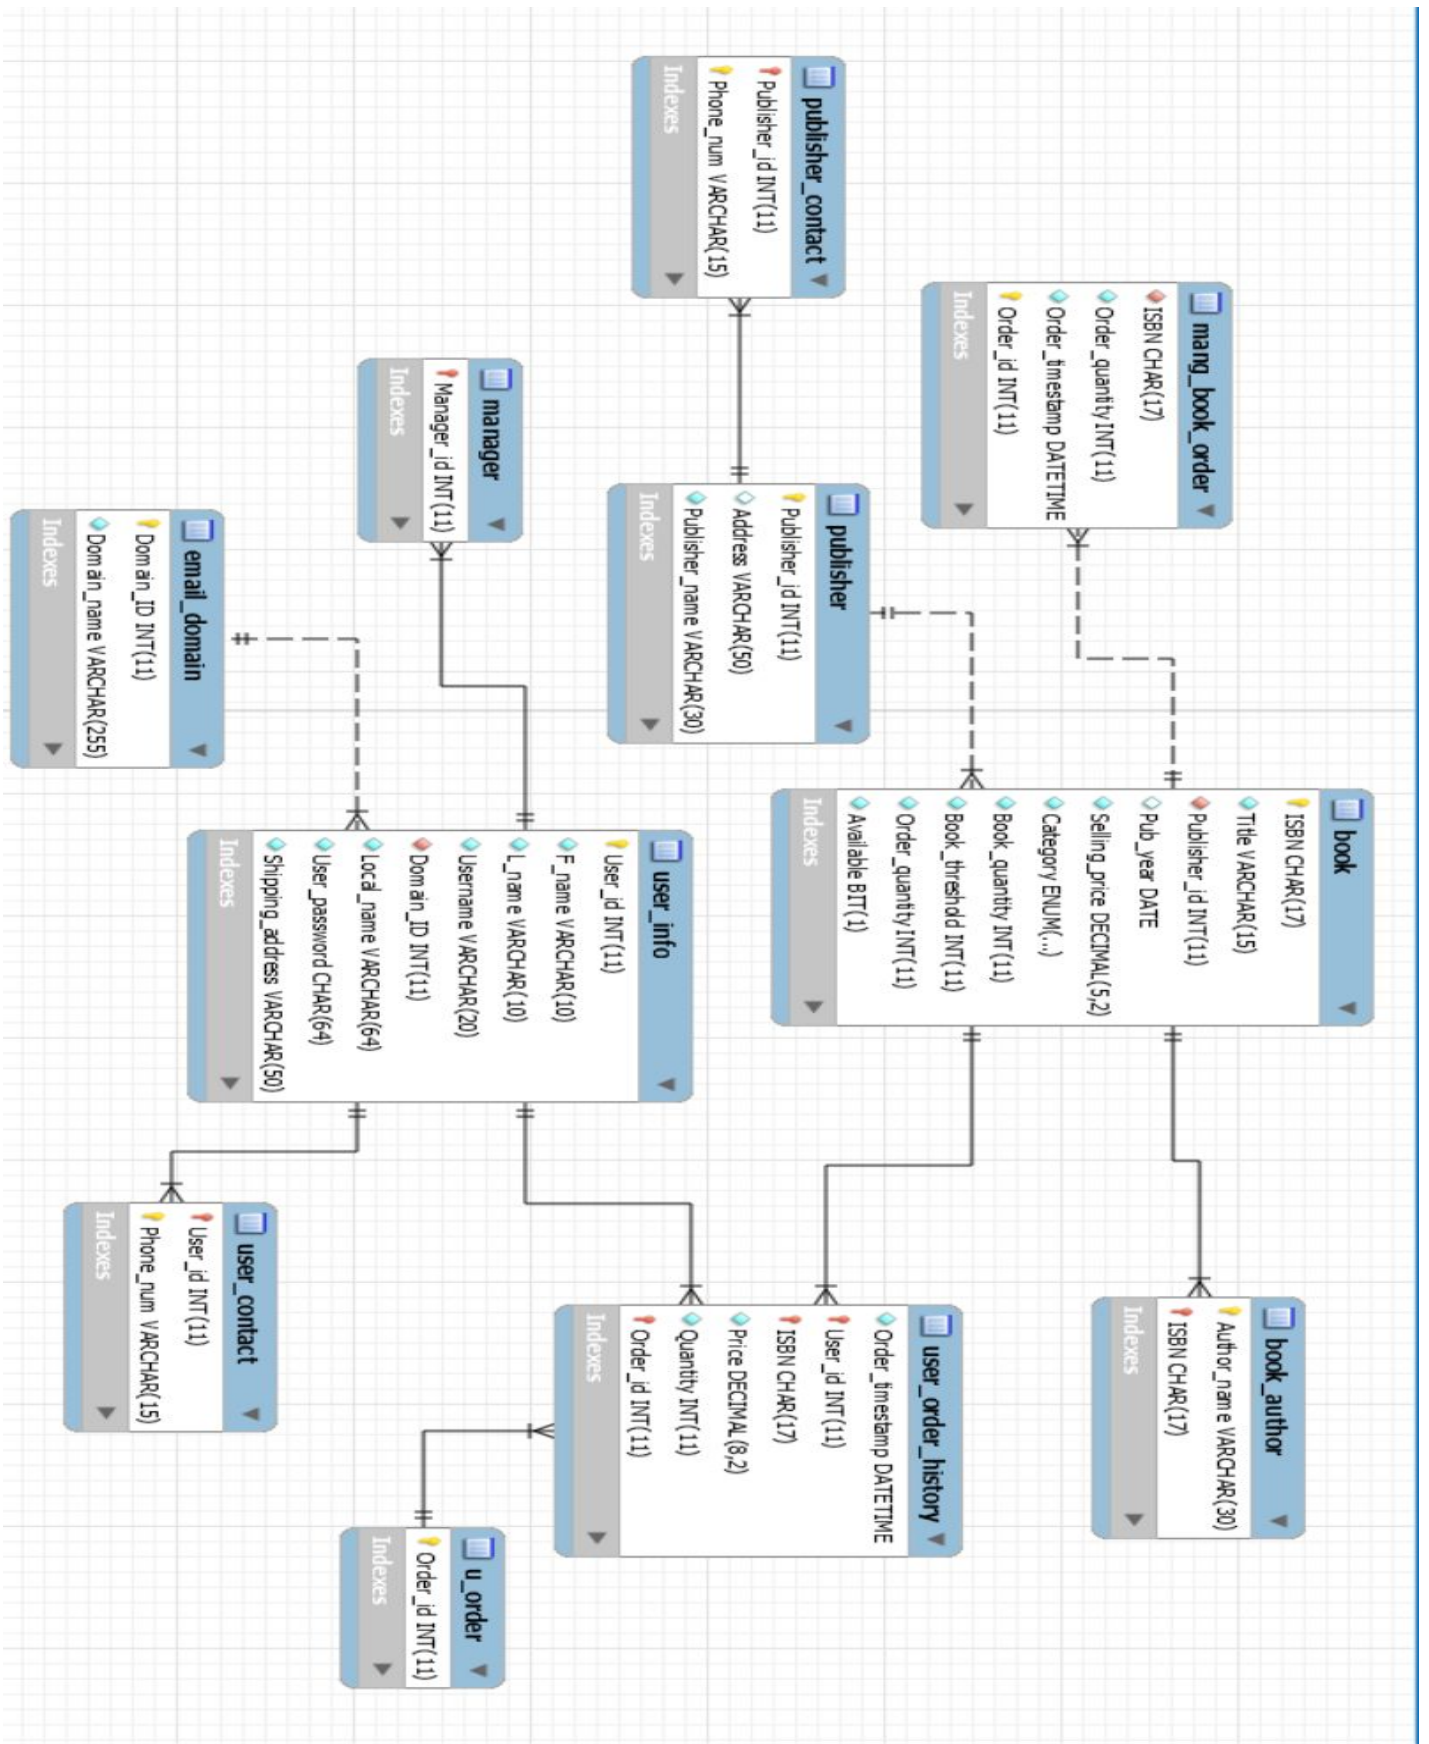 mang_book_order
ISBN CHAR(17)
Order_quantity INT(11)
Order_timestamp DATETIME
Order_id INT(11)
Indexes
book
ISBN CHAR(17)
Title VARCHAR(15)
Publisher_id INT(11)
Pub_year DATE
Selling_price DECIMAL(5,2)
Category ENUM(...)
Book_quantity INT(11)
Book_threshold INT(11)
Order_quantity INT(11)
Available BIT(1)
Indexes
book_author
Author_name VARCHAR(30)
ISBN CHAR(17)
Indexes
publisher_contact
Publisher_id INT(11)
Phone_num VARCHAR(15)
Indexes
publisher
Publisher_id INT(11)
Address VARCHAR(50)
Publisher_name VARCHAR(30)
Indexes
user_order_history
Order_timestamp DATETIME
User_id INT(11)
ISBN CHAR(17)
Price DECIMAL(8,2)
Quantity INT(11)
Order_id INT(11)
Indexes
manager
Manager_id INT(11)
Indexes
user_info
User_id INT(11)
F_name VARCHAR(10)
L_name VARCHAR(10)
Username VARCHAR(20)
Domain_ID INT(11)
Local_name VARCHAR(64)
User_password CHAR(64)
Shipping_address VARCHAR(50)
Indexes
u_order
Order_id INT(11)
Indexes
email_domain
Domain_ID INT(11)
Domain_name VARCHAR(255)
Indexes
user_contact
User_id INT(11)
Phone_num VARCHAR(15)
Indexes